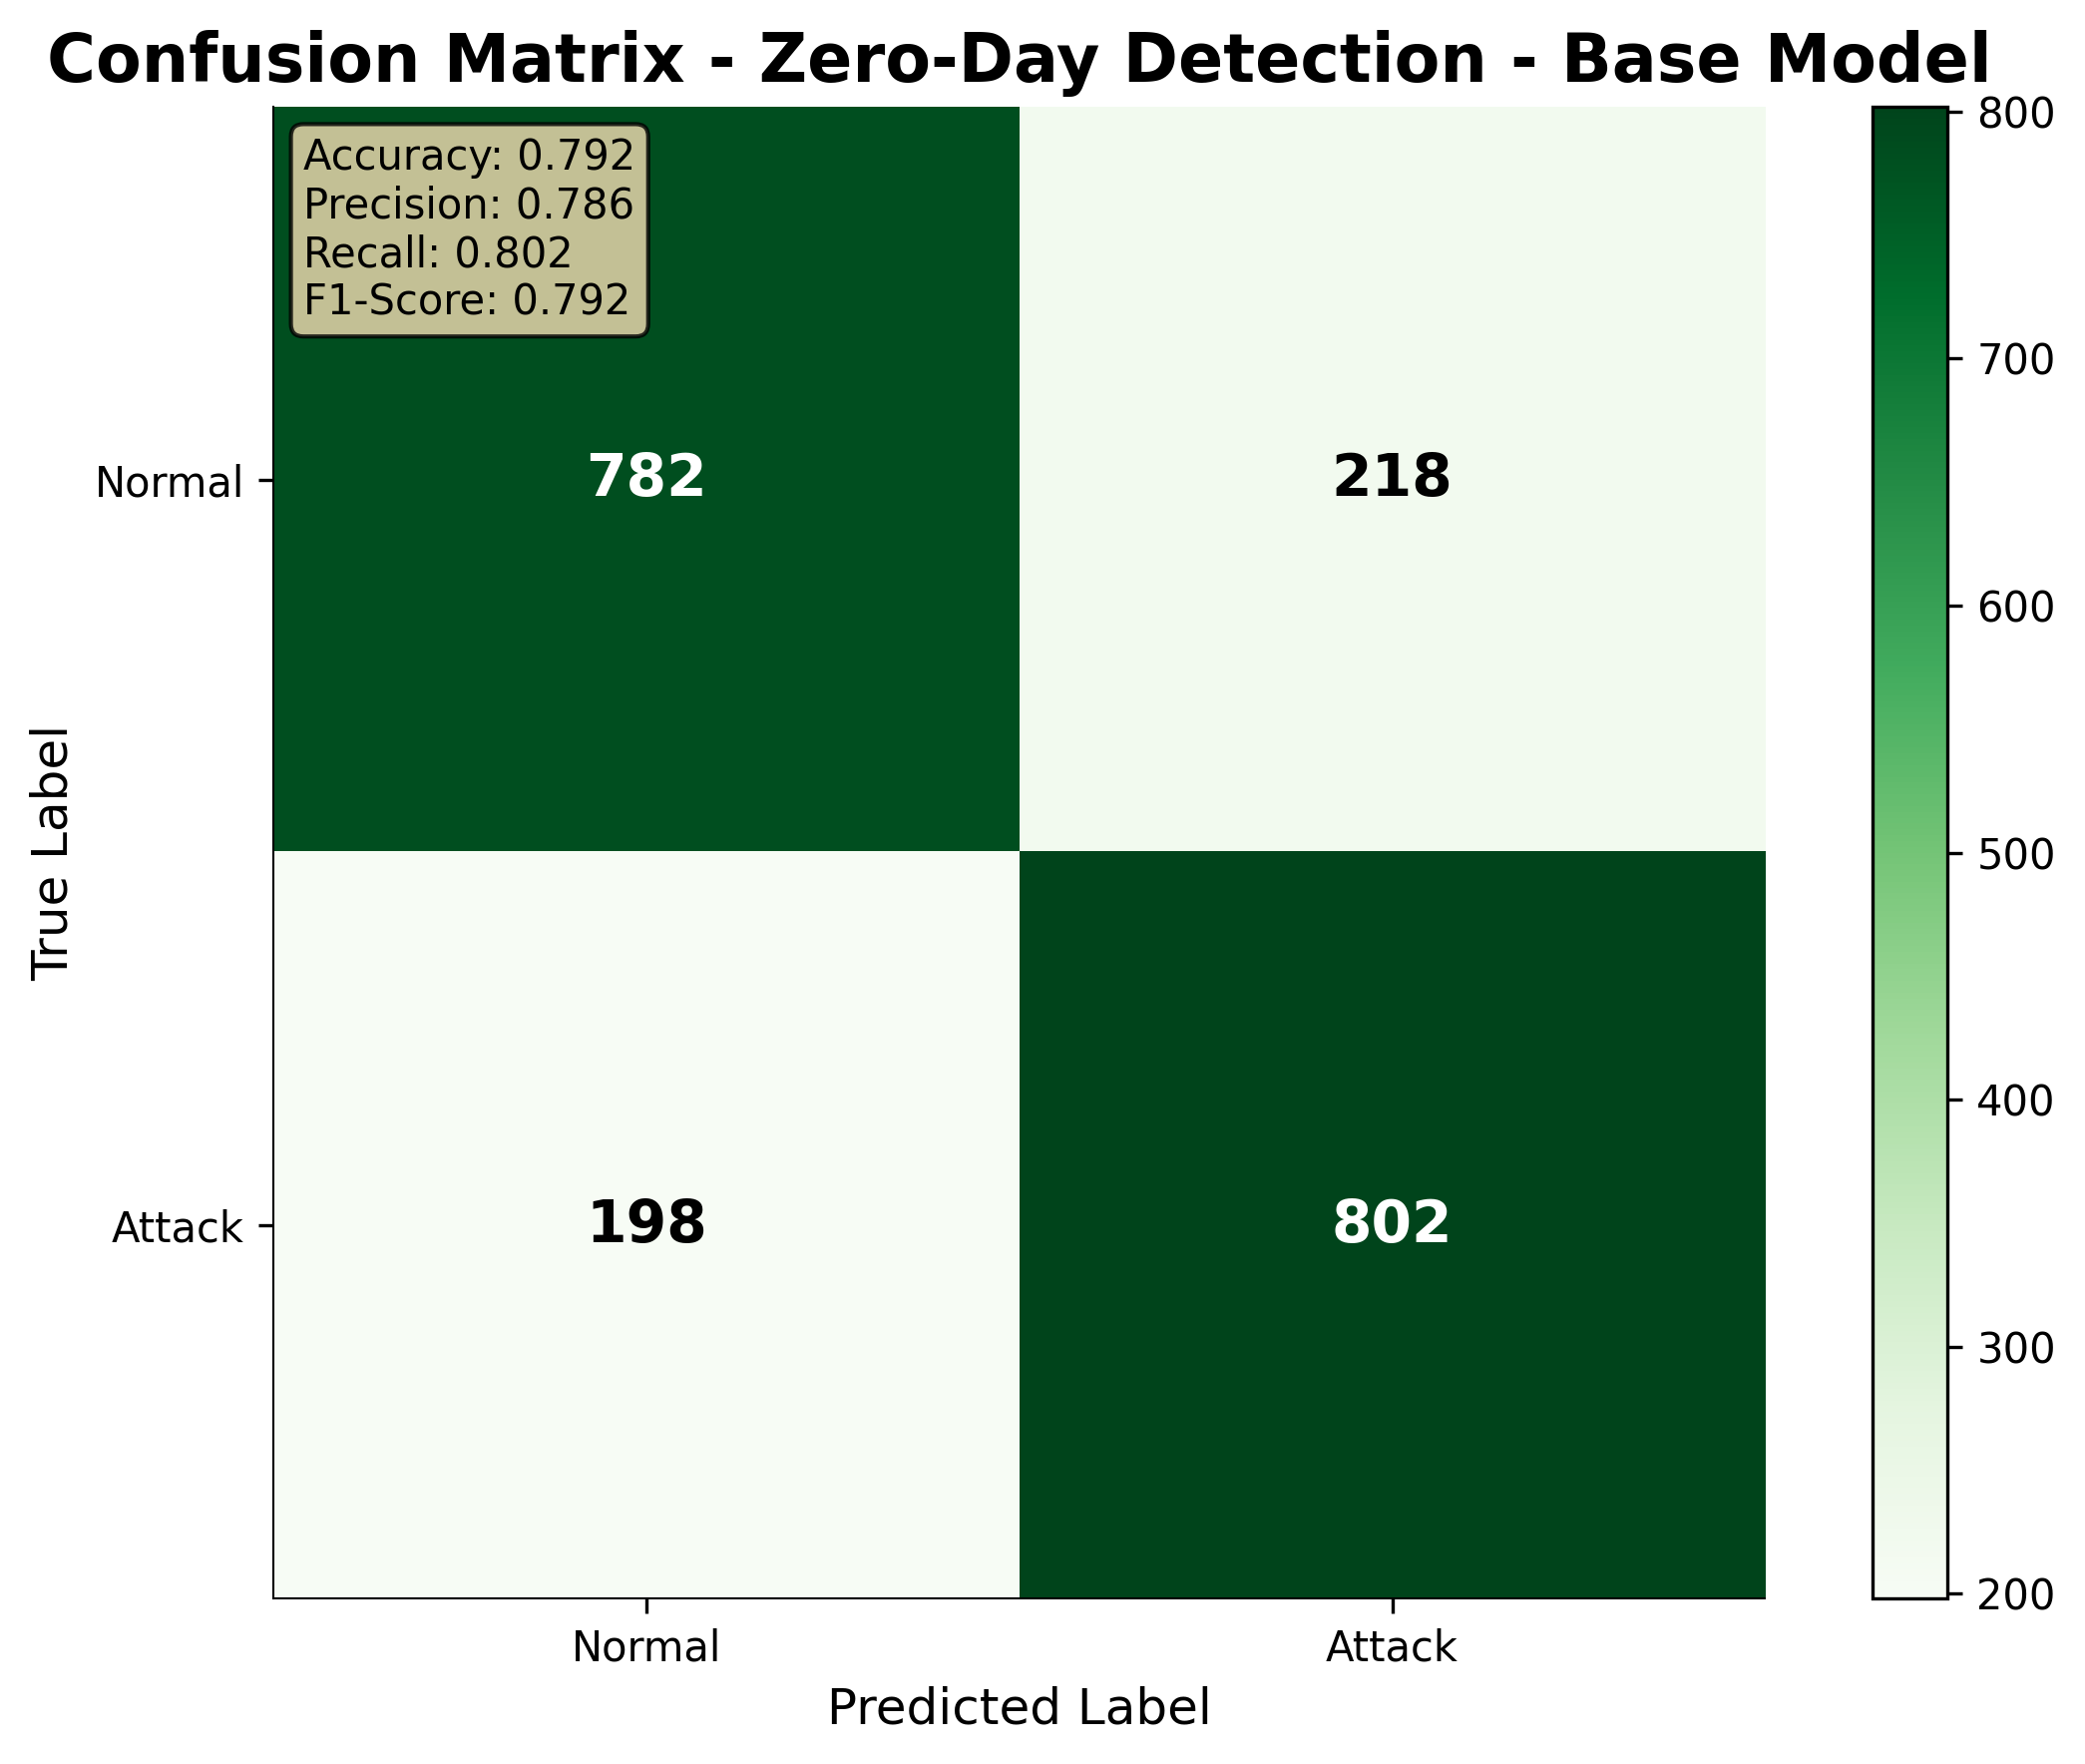 Confusion Matrix - Zero-Day Detection - Base Model
Accuracy: 0.792
Precision: 0.786
Recall: 0.802
F1-Score: 0.792
Normal
782
218
Attack
198
802
True Label
Normal
Attack
Predicted Label
800
700
600
500
400
300
200